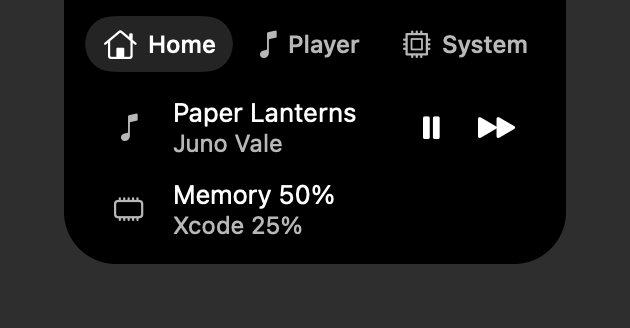 Home Player System
Paper Lanterns
Juno Vale
Memory 50%
Xcode 25%